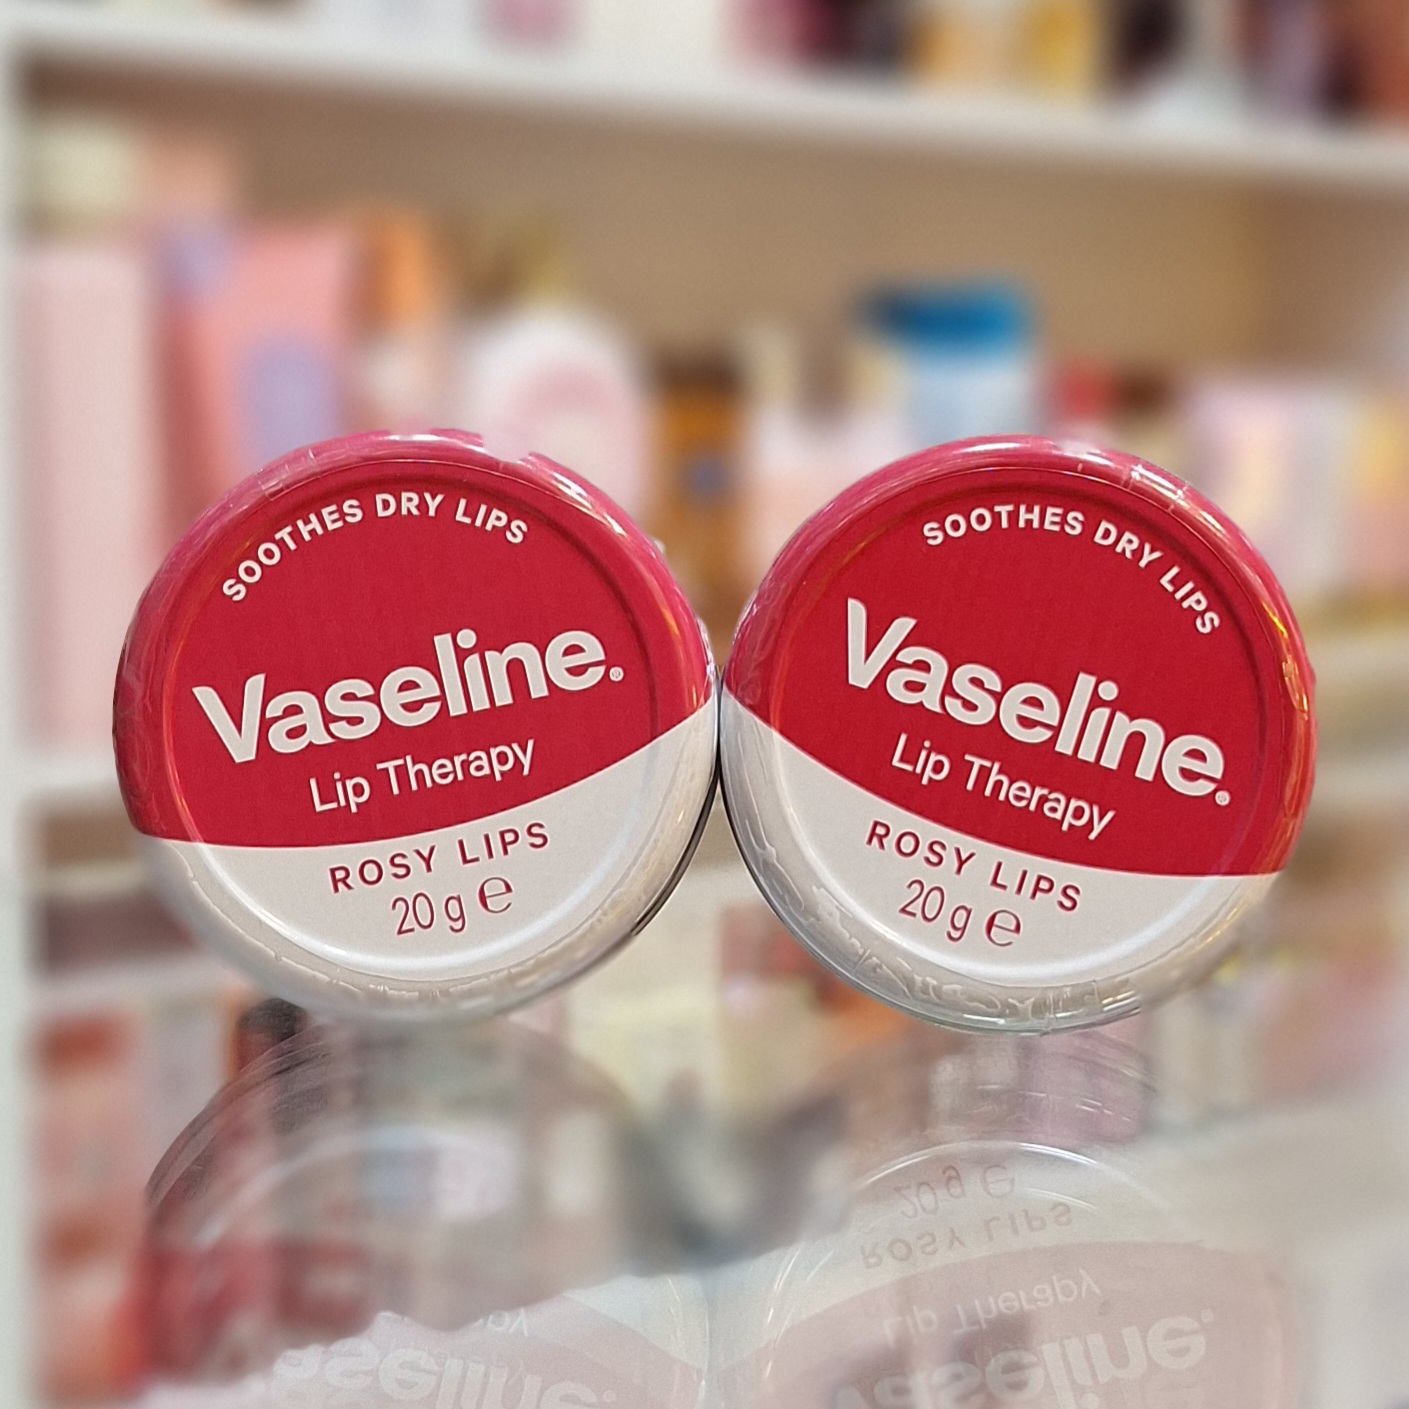 SOOTHES DRY LIPS
Vaseline®
Lip Therapy
ROSY LIPS
20 g ℮
SOOTHES DRY LIPS
Vaseline®
Lip Therapy
ROSY LIPS
20 g ℮